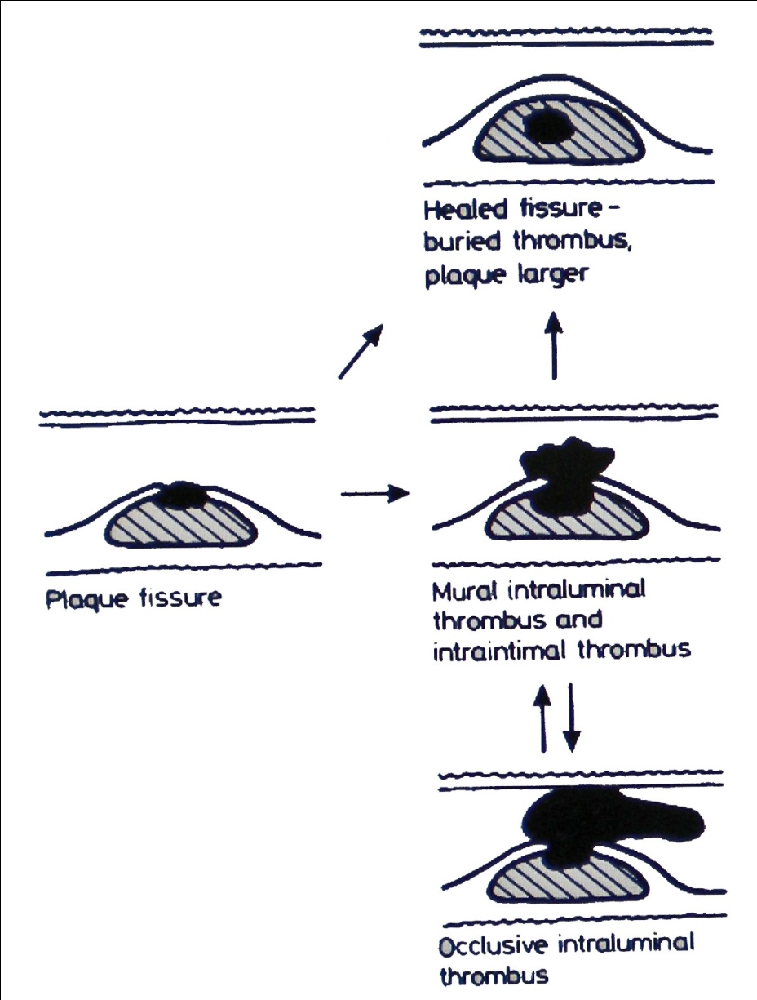 Healed fissure -
buried thrombus,
plaque larger
Plaque fissure
Mural intraluminal
thrombus and
intraintimal thrombus
Occlusive intraluminal
thrombus